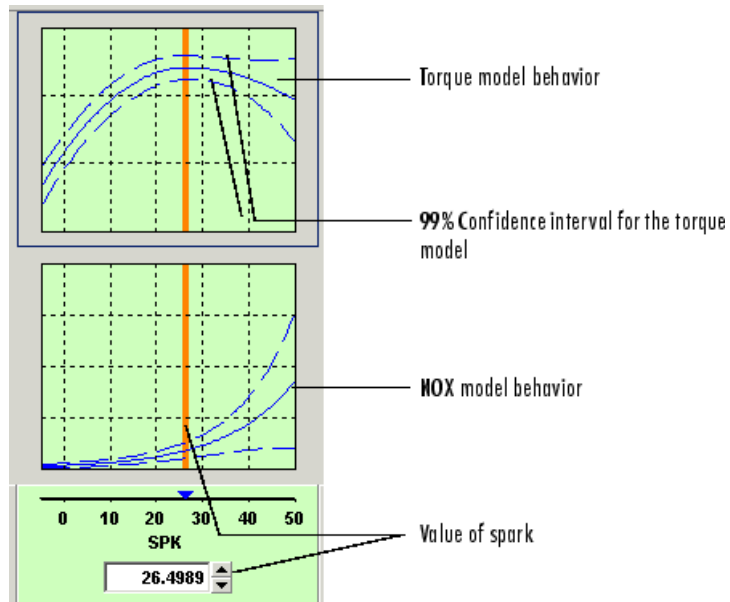 Torque model behavior
99% Confidence interval for the torque
model
NOX model behavior
0 10 20 30 40 50
SPK
Value of spark
26.4989